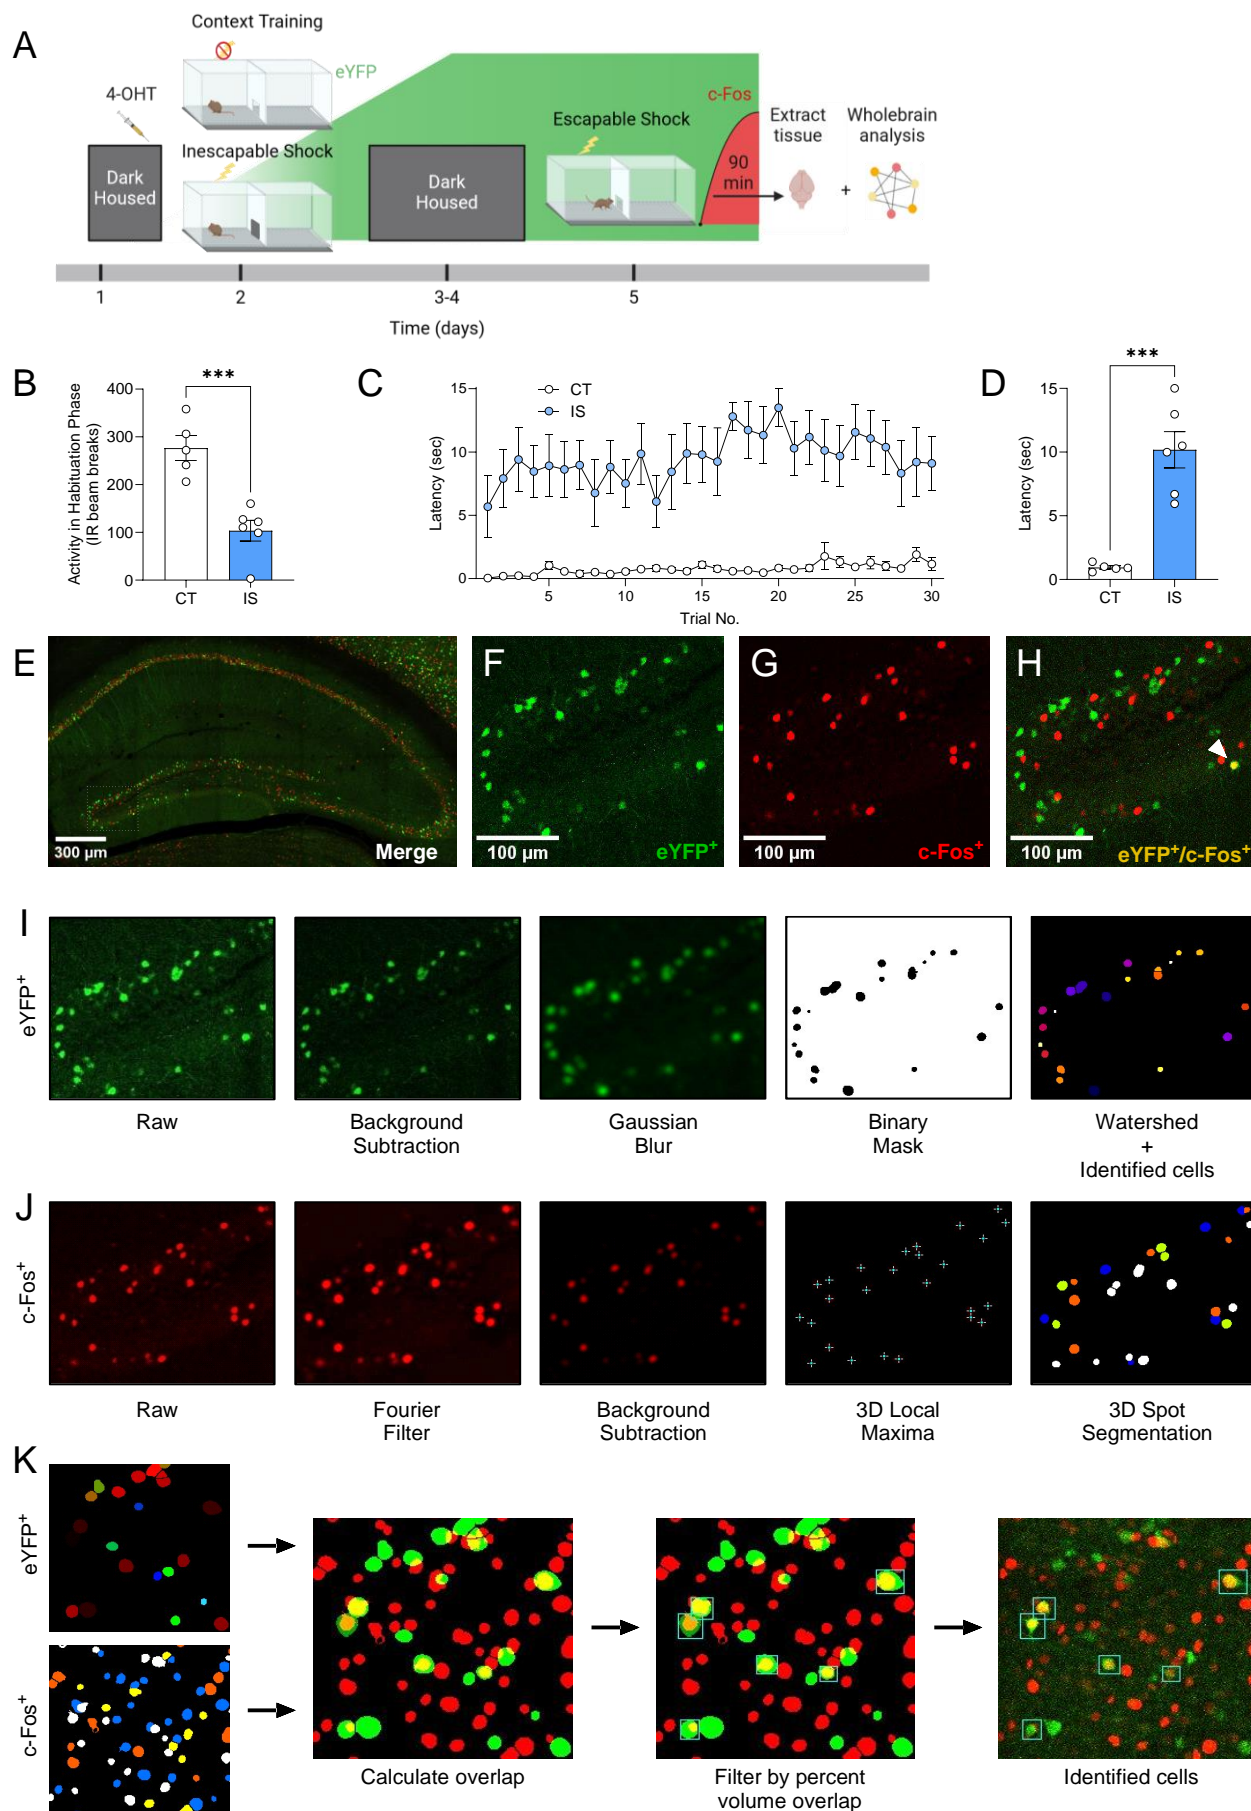 A
Context Training
eYFP
4-OHT
Inescapable Shock
Dark
Housed
Dark
Housed
Escapable Shock
c-Fos
90
min
Extract
tissue
+
Wholebrain
analysis
1
2
3-4
5
Time (days)
B
Activity in Habituation Phase
(IR beam breaks)
400
300
200
100
0
***
CT
IS
C
Latency (sec)
15
10
5
0
CT
IS
5
10
15
20
25
30
Trial No.
D
Latency (sec)
15
10
5
0
***
CT
IS
E
300 µm
Merge
F
100 µm
eYFP⁺
G
100 µm
c-Fos⁺
H
100 µm
eYFP⁺/c-Fos⁺
I
eYFP⁺
Raw
Background
Subtraction
Gaussian
Blur
Binary
Mask
Watershed
+
Identified cells
J
c-Fos⁺
Raw
Fourier
Filter
Background
Subtraction
3D Local
Maxima
3D Spot
Segmentation
K
eYFP⁺
c-Fos⁺
Calculate overlap
Filter by percent
volume overlap
Identified cells